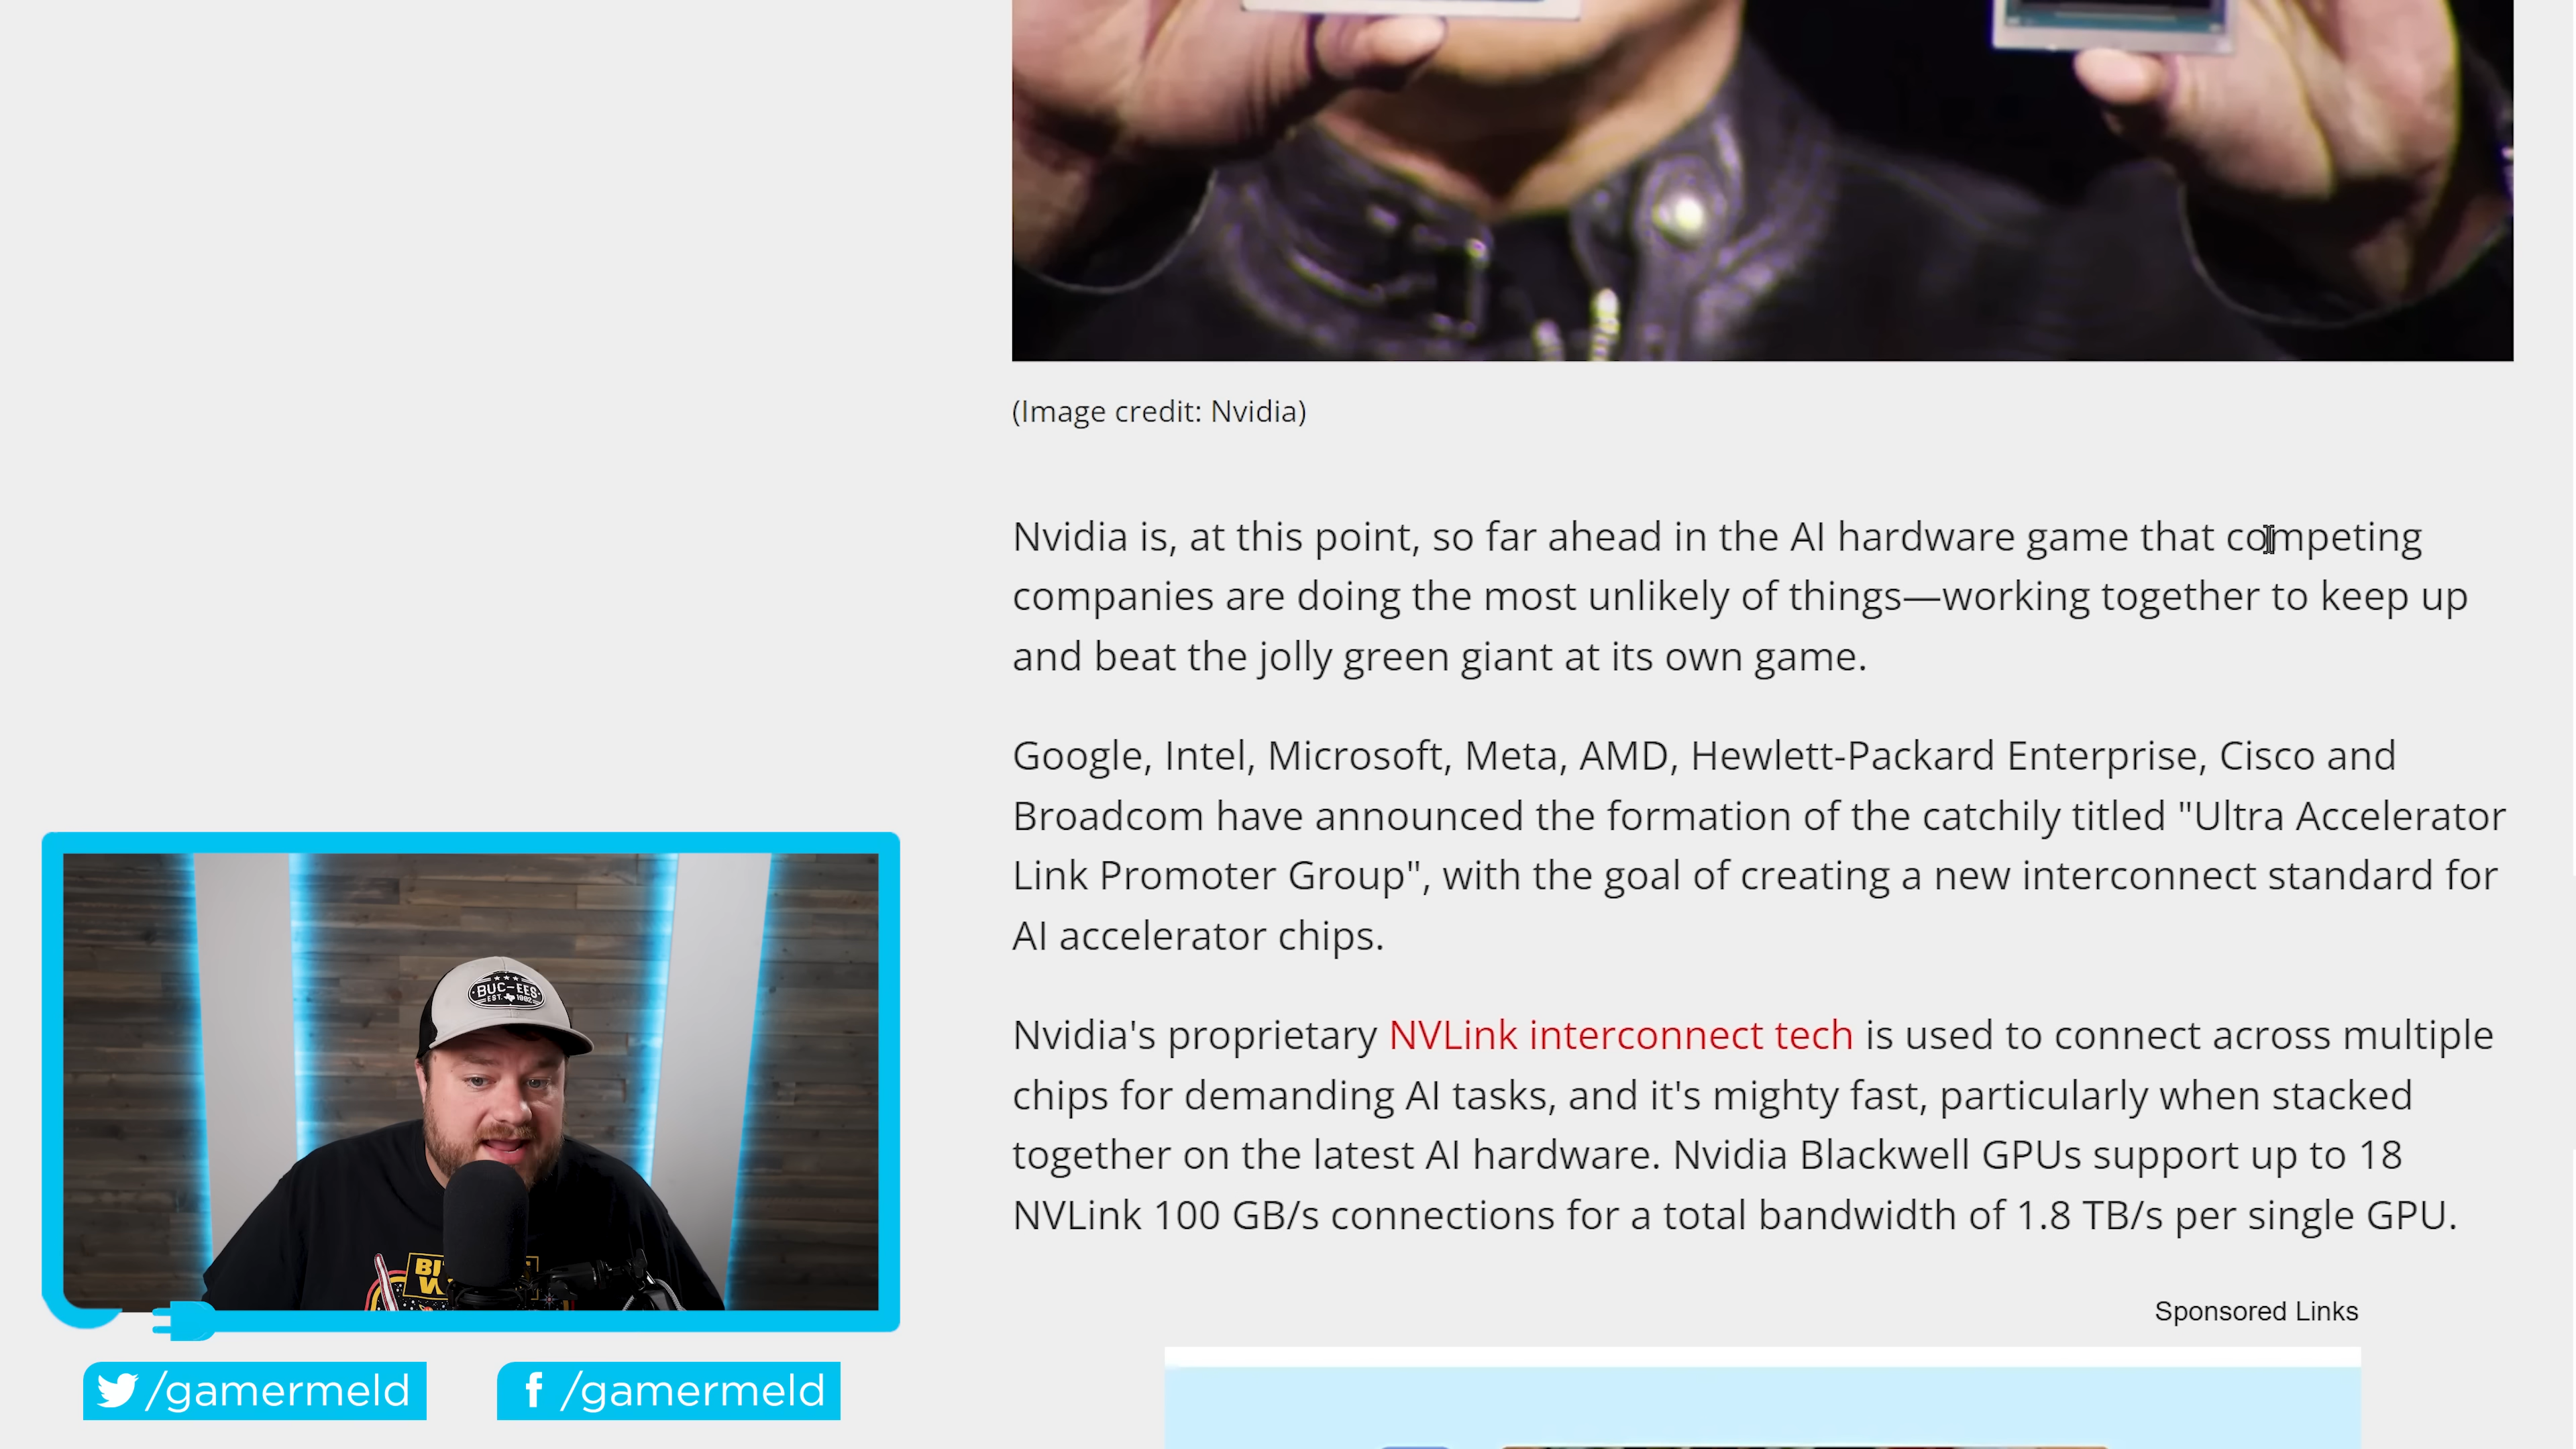 (Image credit: Nvidia)
Nvidia is, at this point, so far ahead in the AI hardware game that competing
companies are doing the most unlikely of things—working together to keep up
and beat the jolly green giant at its own game.
Google, Intel, Microsoft, Meta, AMD, Hewlett-Packard Enterprise, Cisco and
Broadcom have announced the formation of the catchily titled "Ultra Accelerator
Link Promoter Group", with the goal of creating a new interconnect standard for
AI accelerator chips.
Nvidia's proprietary NVLink interconnect tech is used to connect across multiple
chips for demanding AI tasks, and it's mighty fast, particularly when stacked
together on the latest AI hardware. Nvidia Blackwell GPUs support up to 18
NVLink 100 GB/s connections for a total bandwidth of 1.8 TB/s per single GPU.
Sponsored Links
BUC-EES
EST. 1982
/gamermeld
/gamermeld